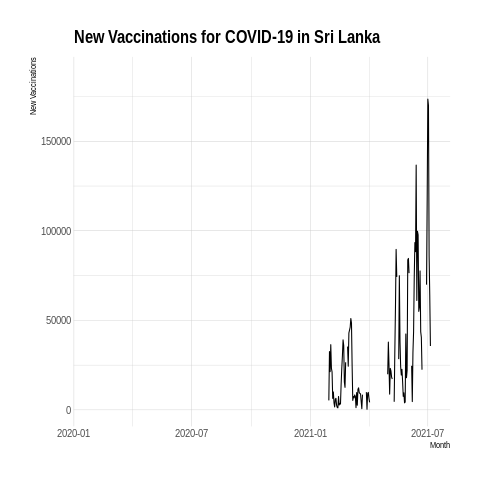 New Vaccinations for COVID-19 in Sri Lanka
New Vaccinations
150000
100000
50000
0
2020-01
2020-07
2021-01
2021-07
Month